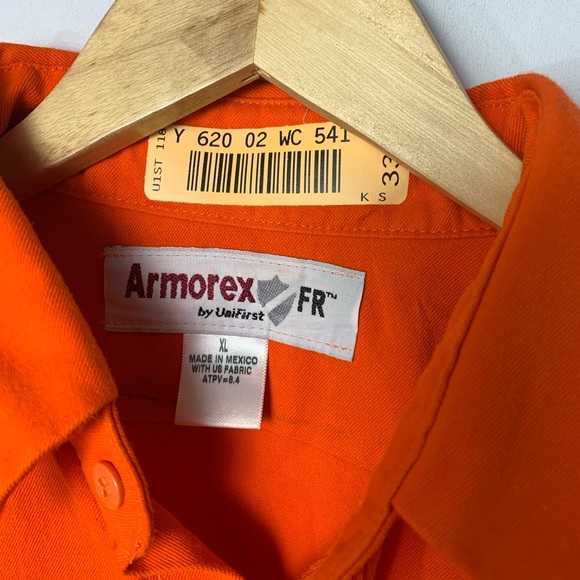 Y 620 02 WC 541
U1ST 118
K S
33
Armorex FR™
by UniFirst
XL
MADE IN MEXICO
WITH US FABRIC
ATPV=8.4